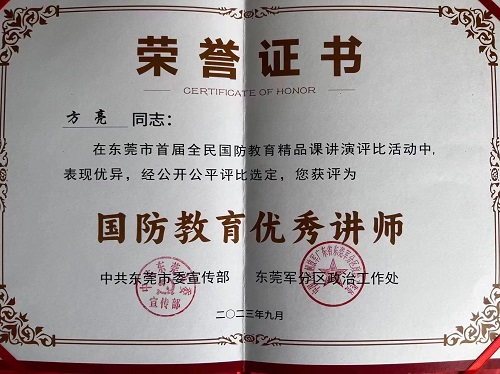 荣誉证书
CERTIFICATE OF HONOR
方亮 同志：
在东莞市首届全民国防教育精品课讲演评比活动中,
表现优异，经公开公平评比选定，您获评为
国防教育优秀讲师
中共东莞市委宣传部 东莞军分区政治工作处
宣传部
二〇二三年九月